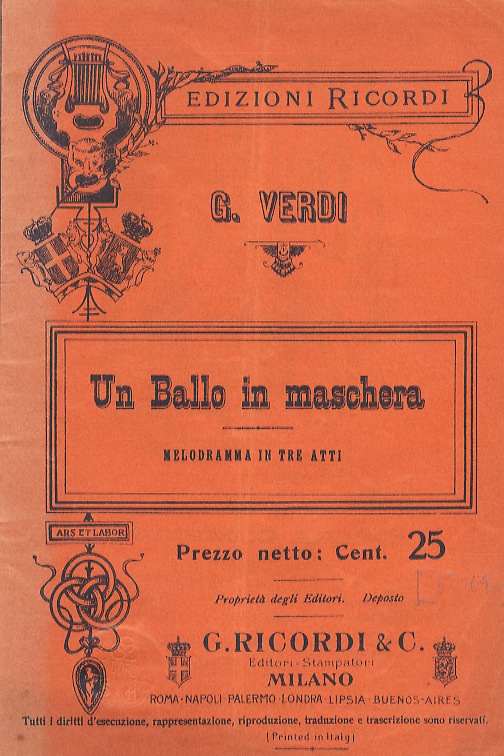 EDIZIONI RICORDI
G. VERDI
Un Ballo in maschera
MELODRAMMA IN TRE ATTI
ARS ET LABOR
Prezzo netto: Cent. 25
Proprietà degli Editori. Deposto
G. RICORDI & C.
Editori-Stampatori
MILANO
ROMA-NAPOLI-PALERMO-LONDRA-LIPSIA-BUENOS-AIRES
Tutti i diritti d'esecuzione, rappresentazione, riproduzione, traduzione e trascrizione sono riservati.
(Printed in Italy)